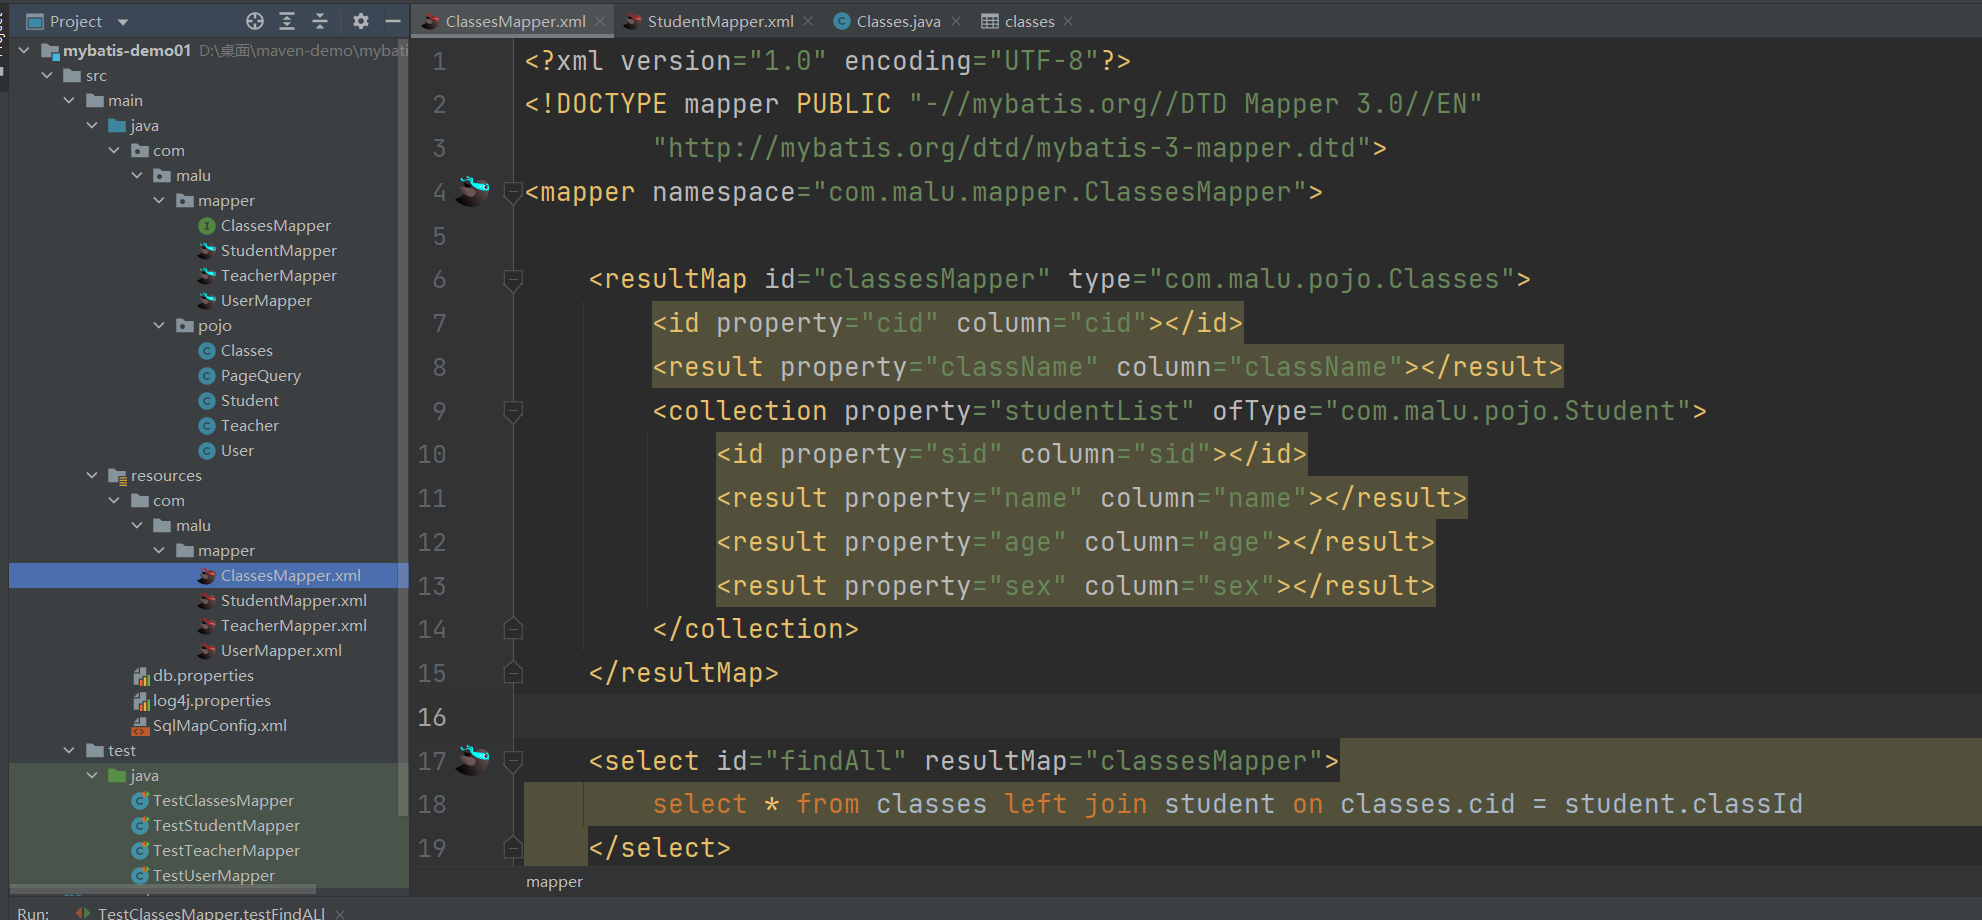 Project
ClassesMapper.xml
StudentMapper.xml
Classes.java
classes
mybatis-demo01 D:\桌面\maven-demo\mybati
src
main
java
com
malu
mapper
ClassesMapper
StudentMapper
TeacherMapper
UserMapper
pojo
Classes
PageQuery
Student
Teacher
User
resources
com
malu
mapper
ClassesMapper.xml
StudentMapper.xml
TeacherMapper.xml
UserMapper.xml
db.properties
log4j.properties
SqlMapConfig.xml
test
java
TestClassesMapper
TestStudentMapper
TestTeacherMapper
TestUserMapper
1 <?xml version="1.0" encoding="UTF-8"?>
2 <!DOCTYPE mapper PUBLIC "-//mybatis.org//DTD Mapper 3.0//EN"
3 "http://mybatis.org/dtd/mybatis-3-mapper.dtd">
4 <mapper namespace="com.malu.mapper.ClassesMapper">
5
6 <resultMap id="classesMapper" type="com.malu.pojo.Classes">
7 <id property="cid" column="cid"></id>
8 <result property="className" column="className"></result>
9 <collection property="studentList" ofType="com.malu.pojo.Student">
10 <id property="sid" column="sid"></id>
11 <result property="name" column="name"></result>
12 <result property="age" column="age"></result>
13 <result property="sex" column="sex"></result>
14 </collection>
15 </resultMap>
16
17 <select id="findAll" resultMap="classesMapper">
18 select * from classes left join student on classes.cid = student.classId
19 </select>
mapper
Run: TestClassesMapper.testFindALl